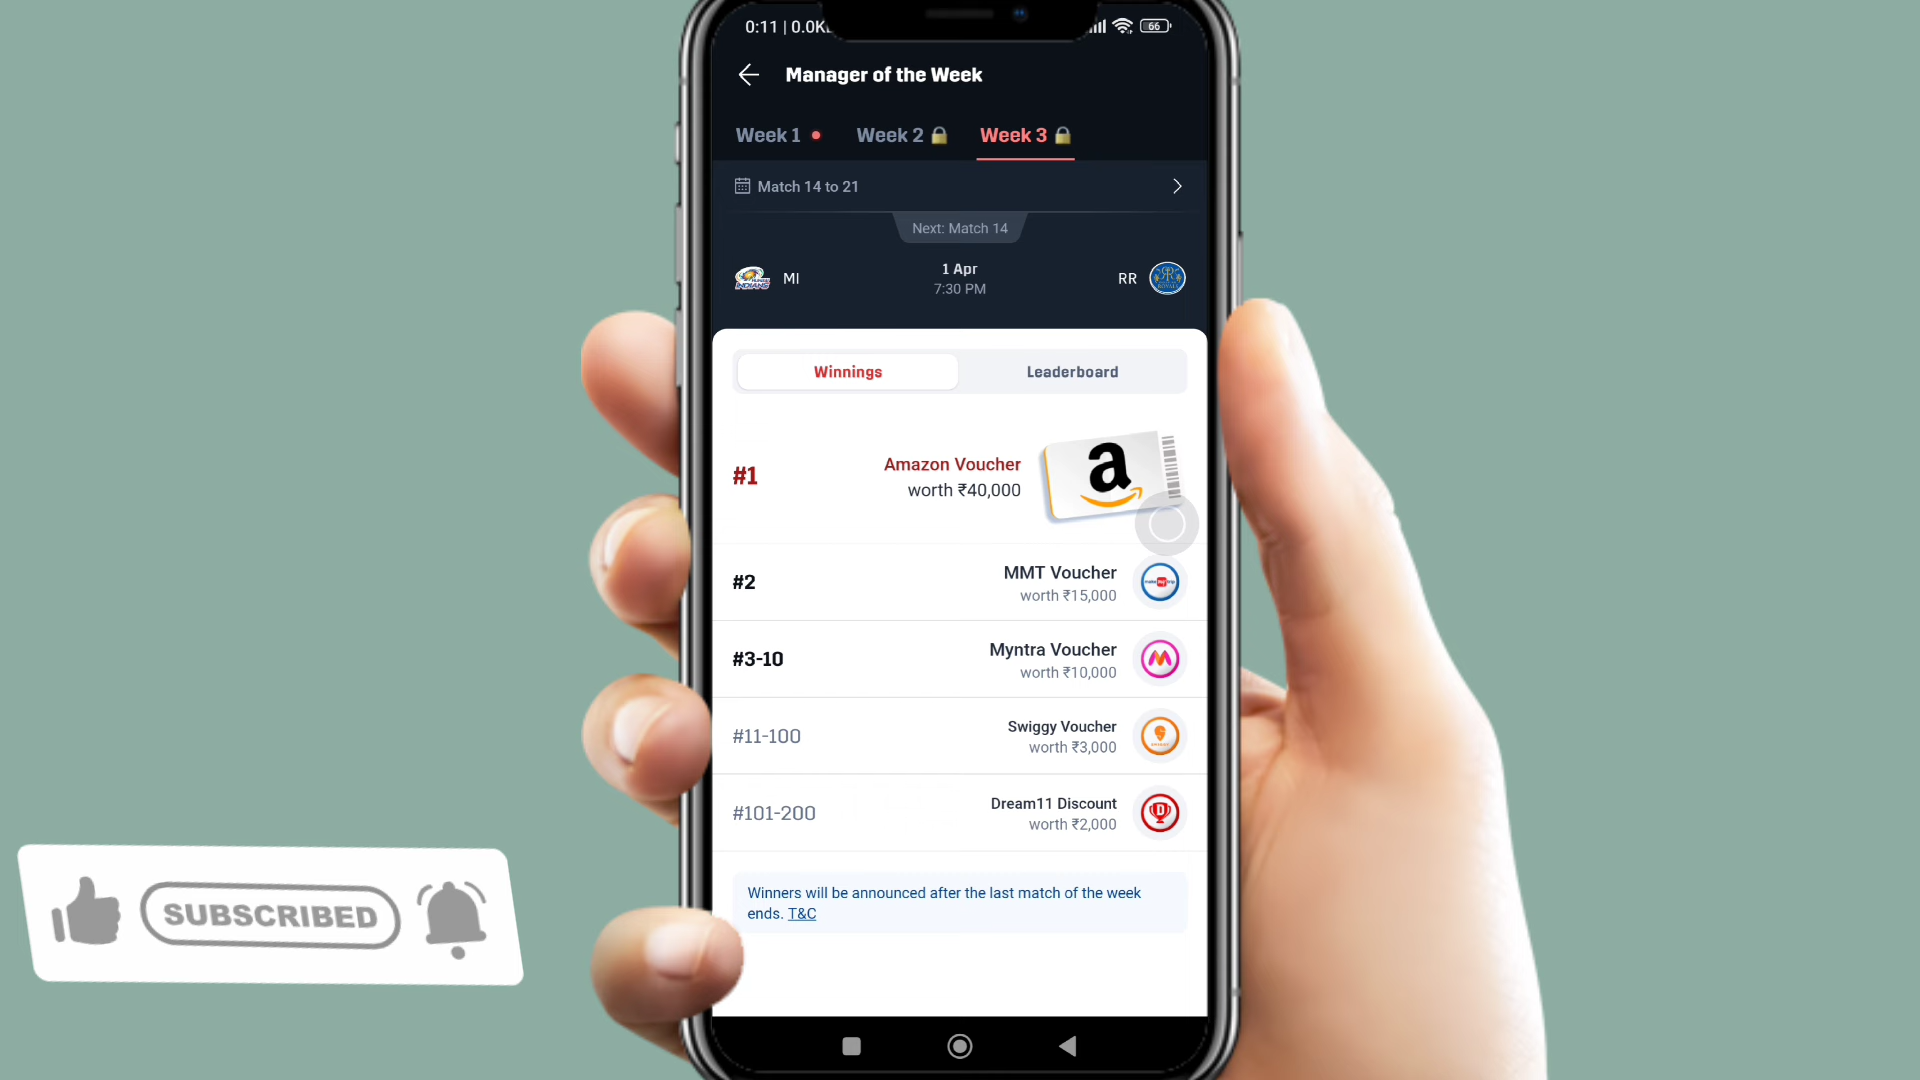 0:11 | 0.0K
66
Manager of the Week
Week 1
Week 2
Week 3
Match 14 to 21
Next: Match 14
MI
1 Apr
7:30 PM
RR
Winnings
Leaderboard
#1
Amazon Voucher
worth ₹40,000
a
#2
MMT Voucher
worth ₹15,000
#3-10
Myntra Voucher
worth ₹10,000
#11-100
Swiggy Voucher
worth ₹3,000
#101-200
Dream11 Discount
worth ₹2,000
Winners will be announced after the last match of the week
ends. T&C
SUBSCRIBED